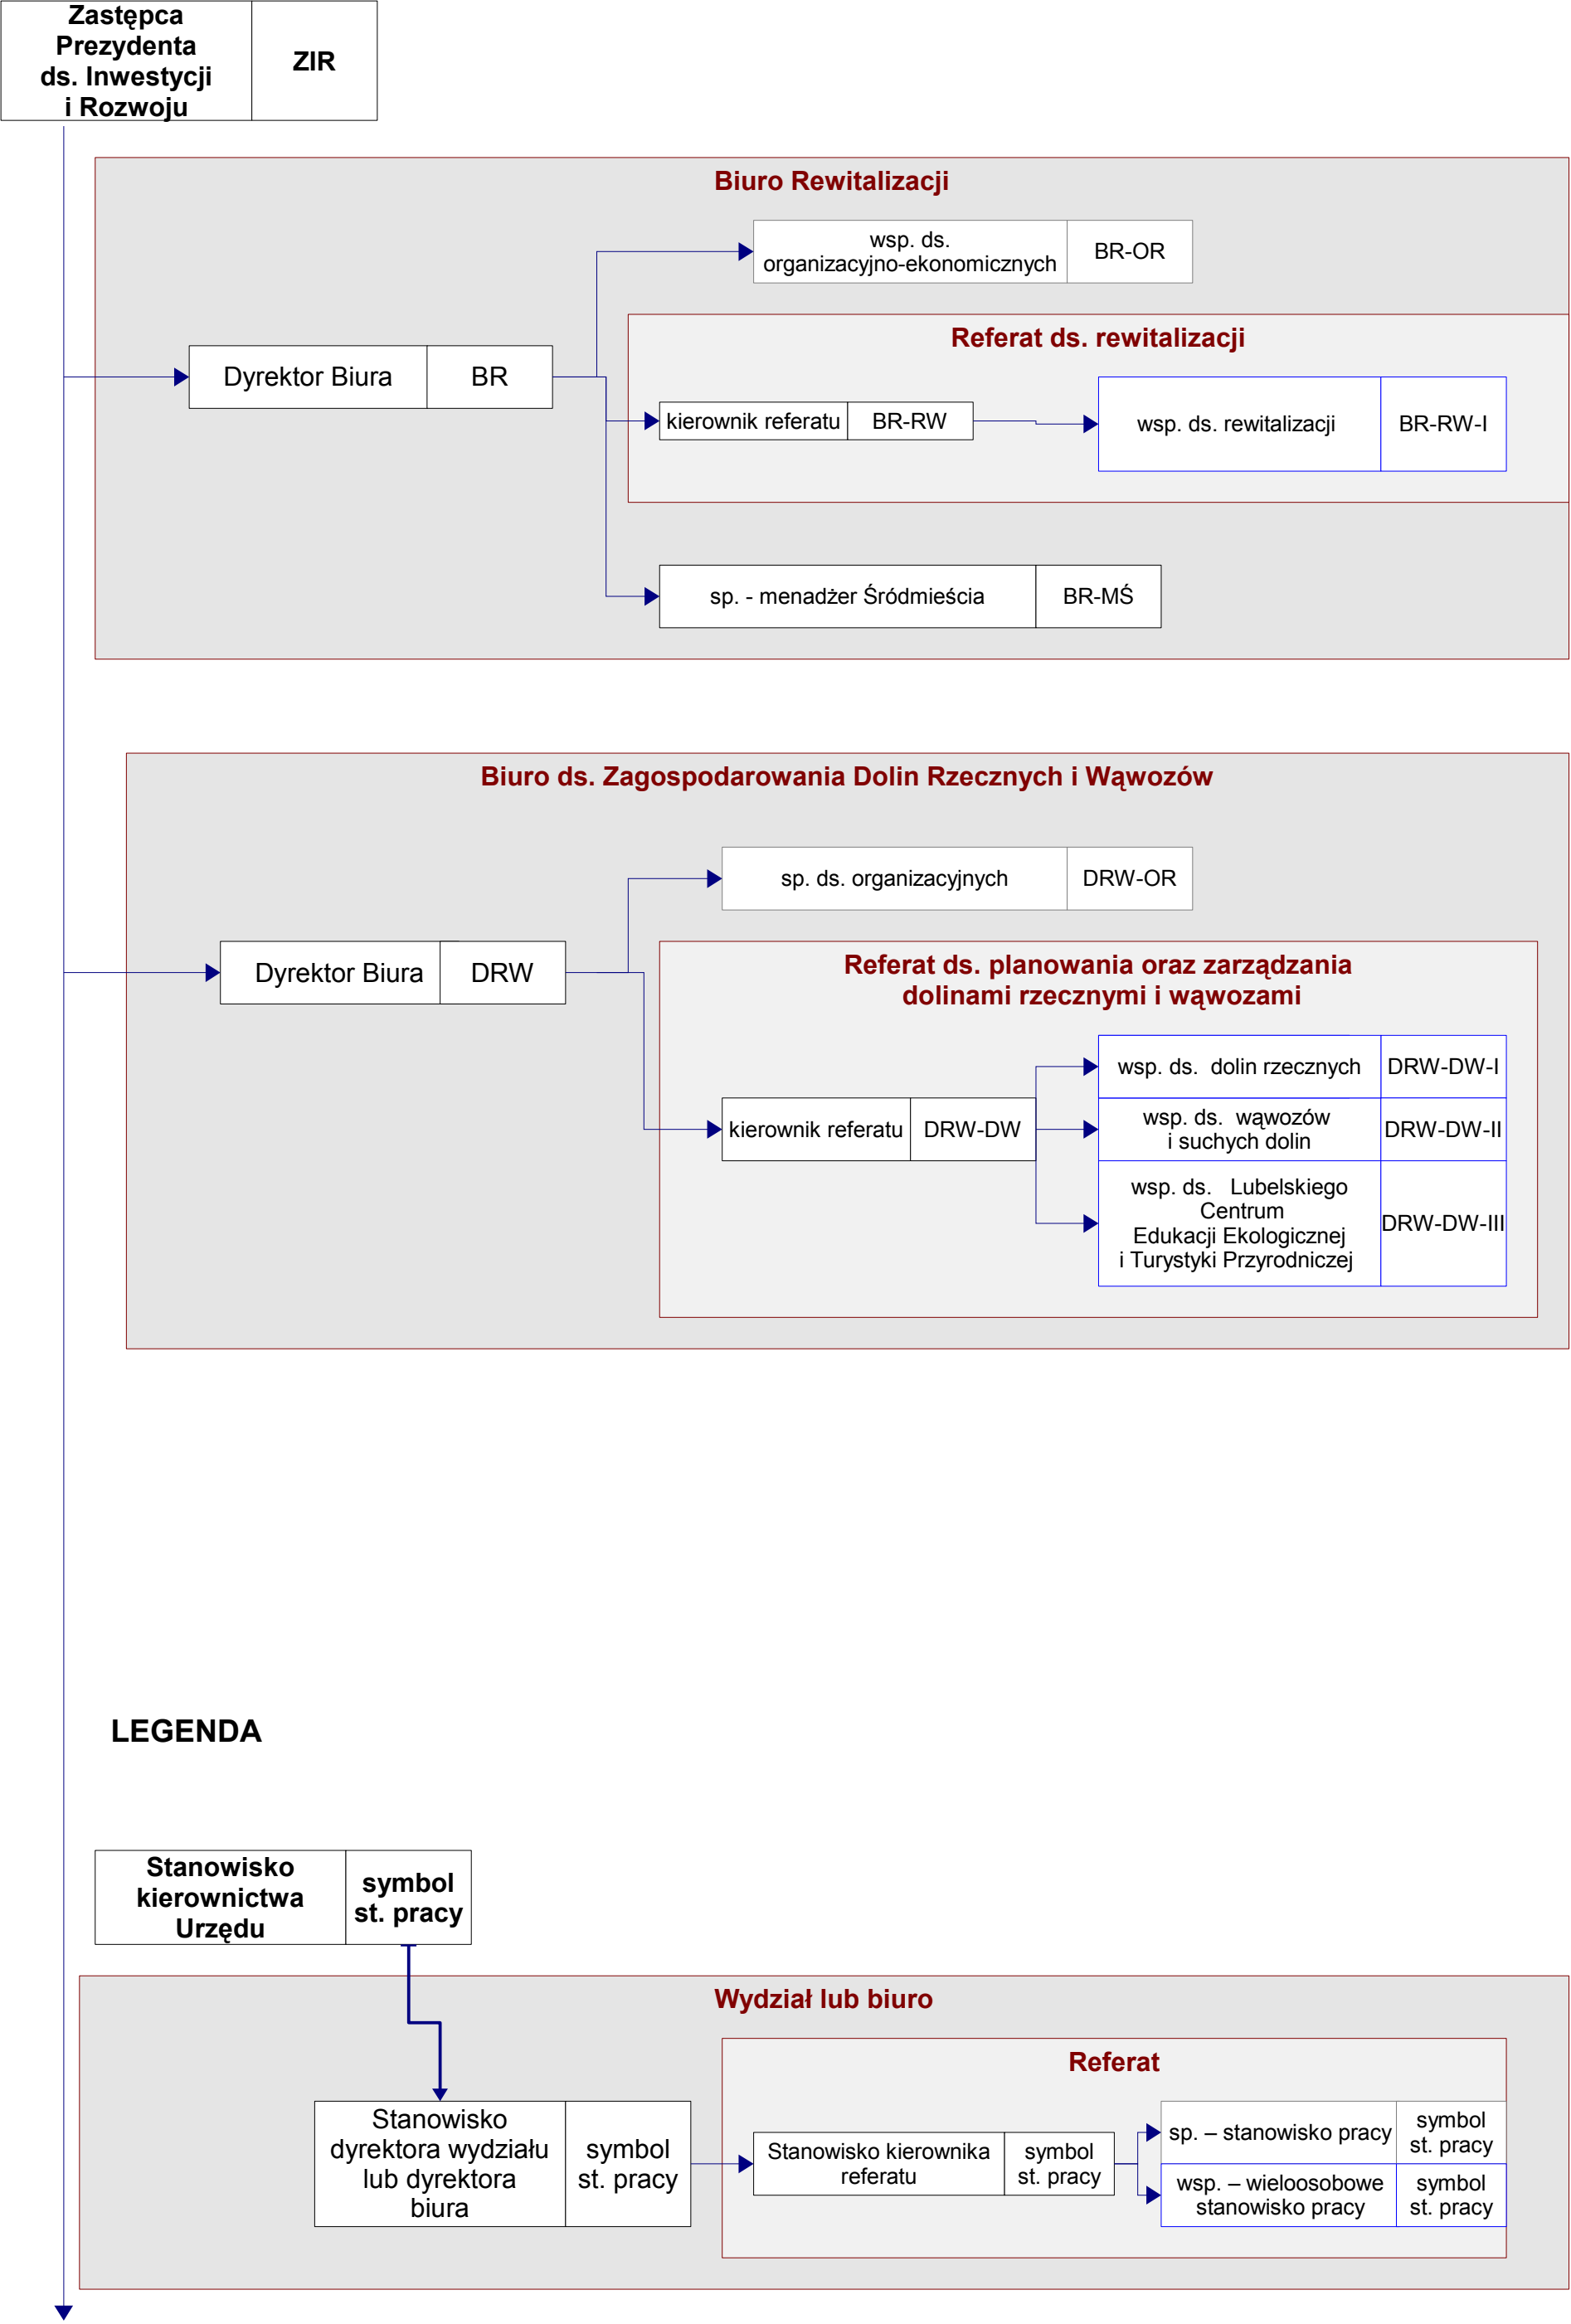 Zastępca
Prezydenta
ds. Inwestycji
i Rozwoju
ZIR
Biuro Rewitalizacji
wsp. ds.
organizacyjno-ekonomicznych
BR-OR
Referat ds. rewitalizacji
Dyrektor Biura
BR
kierownik referatu
BR-RW
wsp. ds. rewitalizacji
BR-RW-I
sp. - menadżer Śródmieścia
BR-MŚ
Biuro ds. Zagospodarowania Dolin Rzecznych i Wąwozów
sp. ds. organizacyjnych
DRW-OR
Dyrektor Biura
DRW
Referat ds. planowania oraz zarządzania
dolinami rzecznymi i wąwozami
wsp. ds. dolin rzecznych
DRW-DW-I
kierownik referatu
DRW-DW
wsp. ds. wąwozów
i suchych dolin
DRW-DW-II
wsp. ds. Lubelskiego
Centrum
Edukacji Ekologicznej
i Turystyki Przyrodniczej
DRW-DW-III
LEGENDA
Stanowisko
kierownictwa
Urzędu
symbol
st. pracy
Wydział lub biuro
Referat
Stanowisko
dyrektora wydziału
lub dyrektora
biura
symbol
st. pracy
Stanowisko kierownika
referatu
symbol
st. pracy
sp. – stanowisko pracy
symbol
st. pracy
wsp. – wieloosobowe
stanowisko pracy
symbol
st. pracy